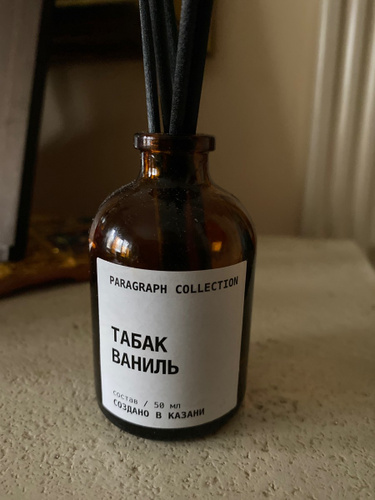 PARAGRAPH COLLECTION
ТАБАК
ВАНИЛЬ
состав / 50 мл
СОЗДАНО В КАЗАНИ